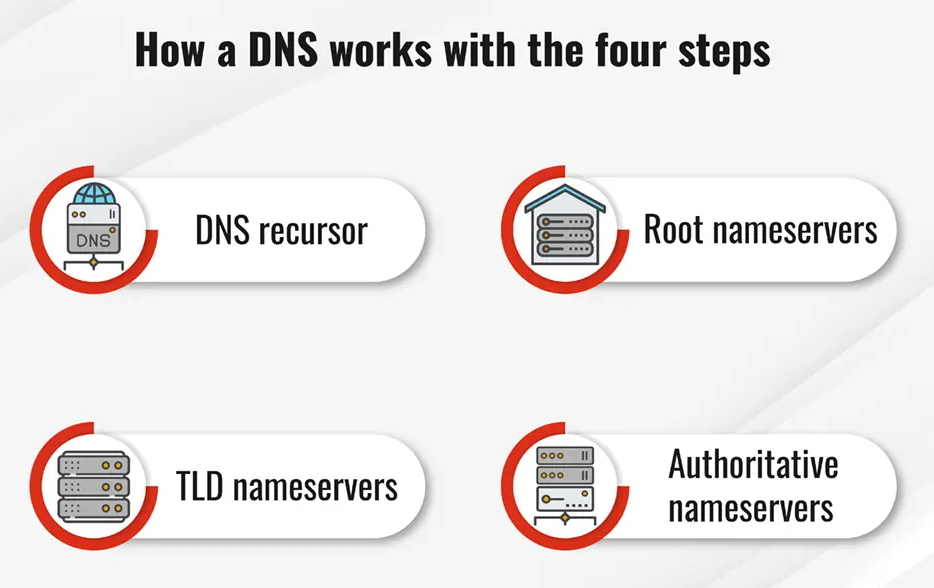 How a DNS works with the four steps
DNS
DNS recursor
Root nameservers
TLD nameservers
Authoritative
nameservers